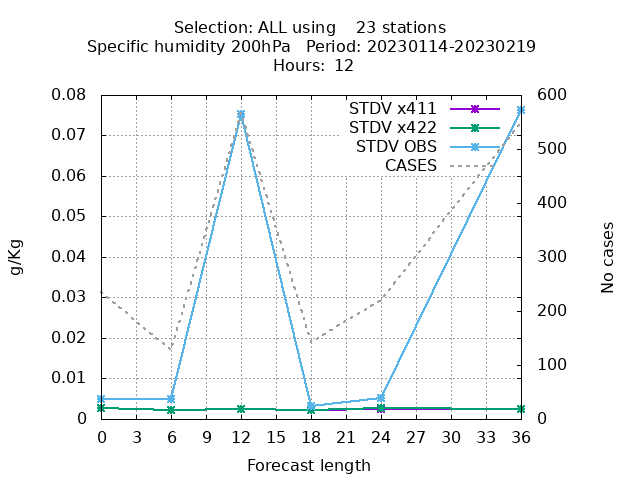 Selection: ALL using    23 stations
Specific humidity 200hPa   Period: 20230114-20230219
Hours: 12
STDV x411
STDV x422
STDV OBS
CASES
0.08
0.07
0.06
0.05
0.04
0.03
0.02
0.01
0
600
500
400
300
200
100
0
g/Kg
No cases
0 3 6 9 12 15 18 21 24 27 30 33 36
Forecast length